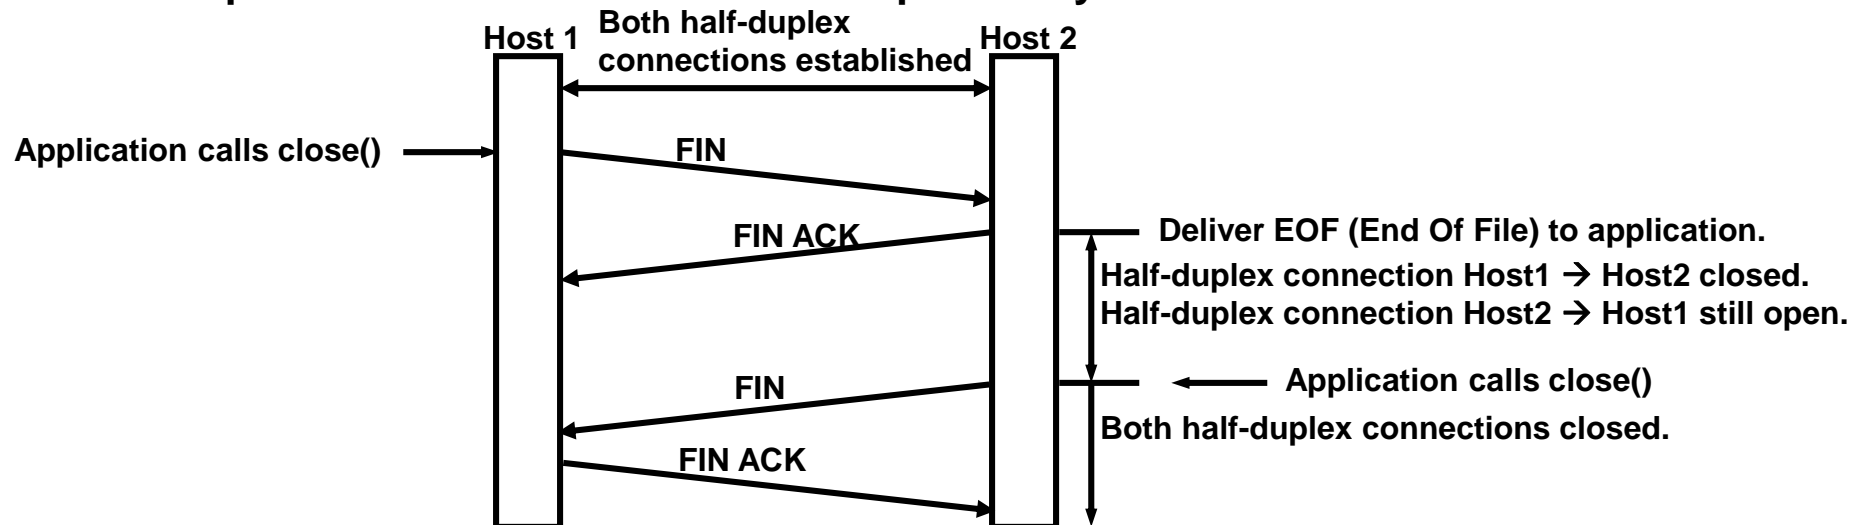 Both half-duplex
Host 1
connections established
Host 2
Application calls close()
FIN
FIN ACK
Deliver EOF (End Of File) to application.
Half-duplex connection Host1 → Host2 closed.
Half-duplex connection Host2 → Host1 still open.
FIN
Application calls close()
Both half-duplex connections closed.
FIN ACK